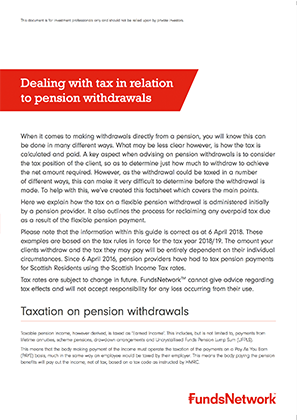 This document is for investment professionals only and should not be relied upon by private investors.
Dealing with tax in relation
to pension withdrawals
When it comes to making withdrawals directly from a pension, you will know this can
be done in many different ways. What may be less clear however, is how the tax is
calculated and paid. A key aspect when advising on pension withdrawals is to consider
the tax position of your client, so as to determine just how much to withdraw to achieve
the net amount required. However, as the withdrawal could be taxed in a number
of different ways, this can make it very difficult to determine before the withdrawal is
made. To help with this, we've created this factsheet which covers the main points.
Here we explain how the tax on a flexible pension withdrawal is administered initially
by a pension provider. It also outlines the process for reclaiming any overpaid tax due
as a result of the flexible pension payment.
Please note that the information within this guide is correct as at 6 April 2018. These
examples are based on the tax rules in force for the tax year 2018/19. The amount your
clients withdraw and the tax they may pay will be entirely dependent on their individual
circumstances. Since 6 April 2016, pension providers have had to tax pension payments
for Scottish Residents using the Scottish Income Tax rates.
Tax rates are subject to change in future. FundsNetwork™ cannot give advice regarding
tax effects and will not accept responsibility for any loss occurring from their use.
Taxation on pension withdrawals
Taxable pension income, however derived, is taxed as 'Earned Income'. This includes, but is not limited to, payments from
lifetime annuities, scheme pensions, drawdown arrangements and Uncrystallised Funds Pension Lump Sum (UFPLS).
This means that the body making payment of the income must operate the taxation of the payments on a Pay As You Earn
(PAYE) basis, much in the same way an employee would be taxed by their employer. This means the body paying the pension
benefits will pay out the income, net of tax, based on a tax code as instructed by HMRC.
FundsNetwork